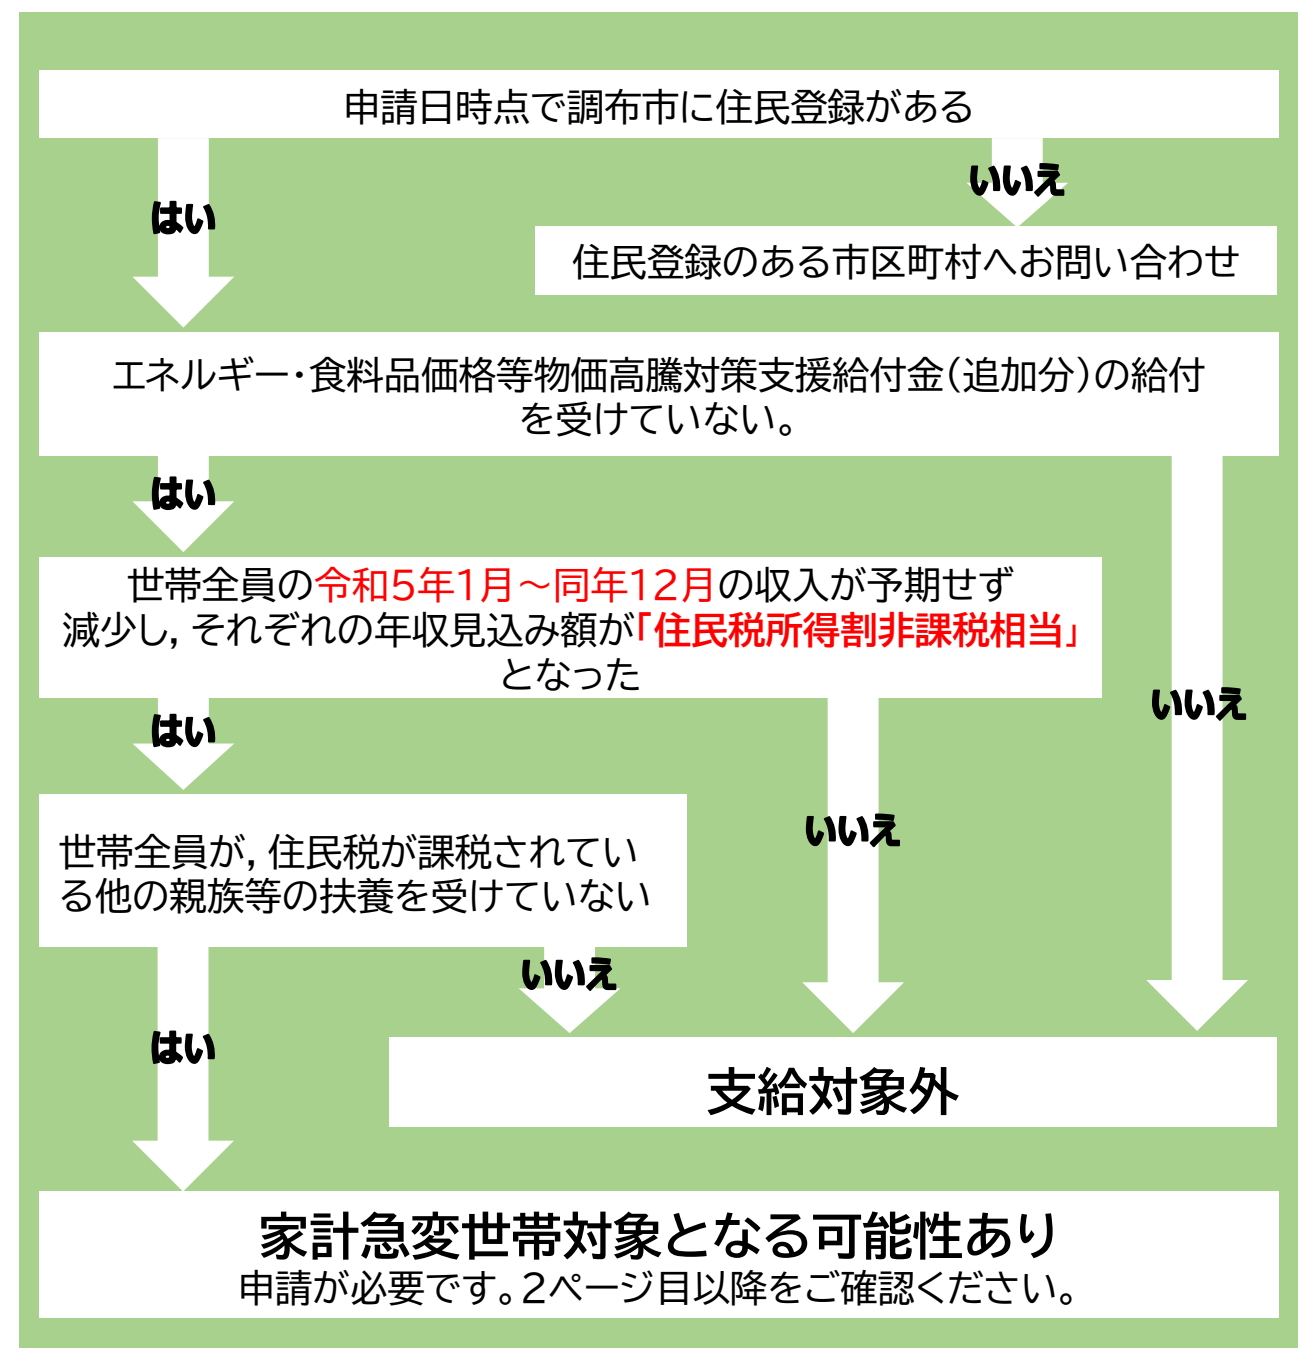 申請日時点で調布市に住民登録がある
いいえ
はい
住民登録のある市区町村へお問い合わせ
エネルギー・食料品価格等物価高騰対策支援給付金(追加分)の給付
を受けていない。
はい
世帯全員の令和5年1月～同年12月の収入が予期せず
減少し,それぞれの年収見込み額が「住民税所得割非課税相当」
となった
いいえ
はい
いいえ
世帯全員が,住民税が課税されてい
る他の親族等の扶養を受けていない
いいえ
はい
支給対象外
家計急変世帯対象となる可能性あり
申請が必要です。2ページ目以降をご確認ください。